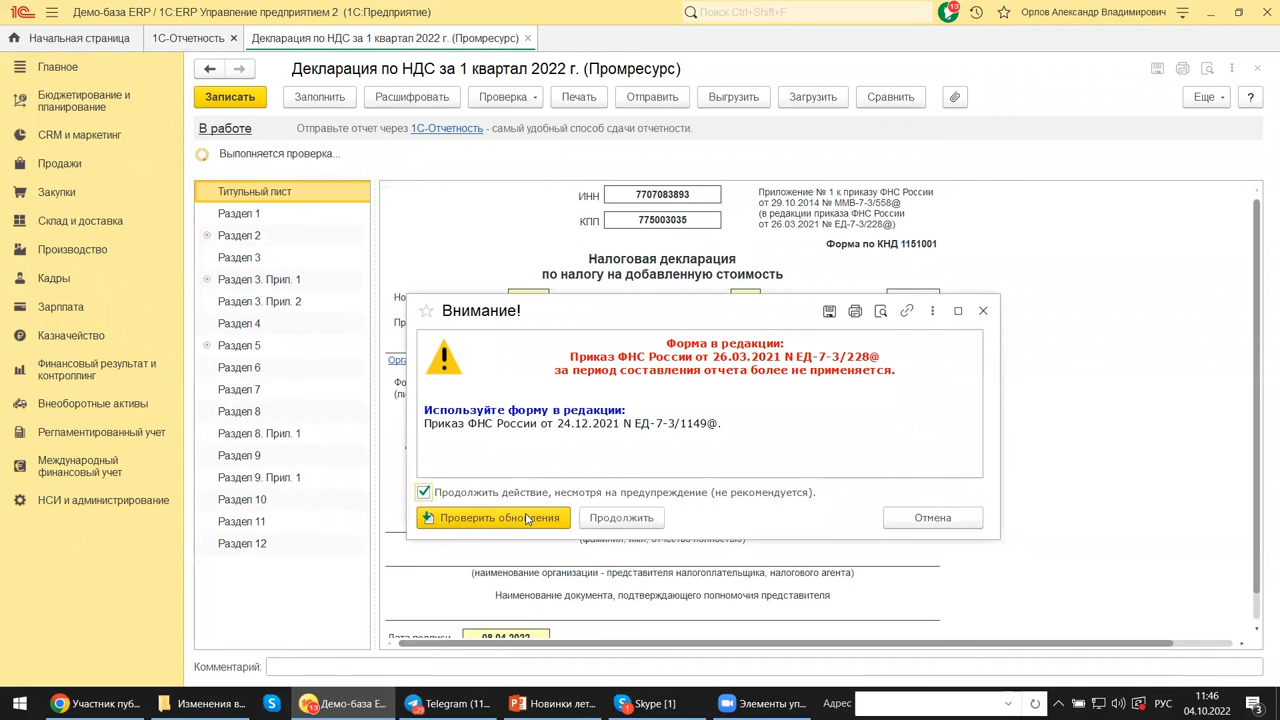 Демо-база ERP / 1С:ERP Управление предприятием 2 (1С:Предприятие)
Поиск Ctrl+Shift+F
13
Орлов Александр Владимирович
Начальная страница
1С-Отчетность
Декларация по НДС за 1 квартал 2022 г. (Промресурс)
Главное
Бюджетирование и
планирование
CRM и маркетинг
Продажи
Закупки
Склад и доставка
Производство
Кадры
Зарплата
Казначейство
Финансовый результат и
контроллинг
Внеоборотные активы
Регламентированный учет
Международный
финансовый учет
НСИ и администрирование
Декларация по НДС за 1 квартал 2022 г. (Промресурс)
Записать
Заполнить
Расшифровать
Проверка
Печать
Отправить
Выгрузить
Загрузить
Сравнить
Еще
?
В работе
Отправьте отчет через 1С-Отчетность - самый удобный способ сдачи отчетности.
Выполняется проверка...
Титульный лист
Раздел 1
Раздел 2
Раздел 3
Раздел 3. Прил. 1
Раздел 3. Прил. 2
Раздел 4
Раздел 5
Раздел 6
Раздел 7
Раздел 8
Раздел 8. Прил. 1
Раздел 9
Раздел 9. Прил. 1
Раздел 10
Раздел 11
Раздел 12
ИНН 7707083893
КПП 775003035
Приложение № 1 к приказу ФНС России
от 29.10.2014 № ММВ-7-3/558@
(в редакции приказа ФНС России
от 26.03.2021 № ЕД-7-3/228@)
Форма по КНД 1151001
Налоговая декларация
по налогу на добавленную стоимость
Внимание!
Форма в редакции:
Приказ ФНС России от 26.03.2021 N ЕД-7-3/228@
за период составления отчета более не применяется.
Используйте форму в редакции:
Приказ ФНС России от 24.12.2021 N ЕД-7-3/1149@.
Продолжить действие, несмотря на предупреждение (не рекомендуется).
Проверить обновления
Продолжить
Отмена
(фамилия, имя, отчество полностью)
(наименование организации - представителя налогоплательщика, налогового агента)
Наименование документа, подтверждающего полномочия представителя
Дата подписи 08.04.2022
Комментарий:
Участник пуб...
Изменения в...
Демо-база E...
Telegram (11...
Новинки лет...
Skype [1]
Элементы уп...
Адрес
РУС
11:46
04.10.2022
3